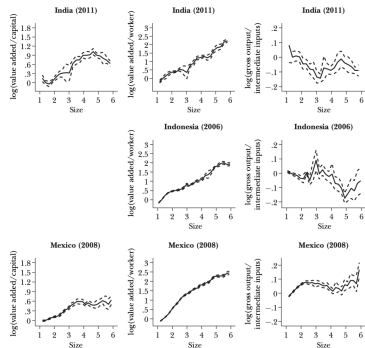 India (2011)
log(value added/capital)
1.8
1.5
1.2
.9
.6
.3
0
1 2 3 4 5 6
Size
India (2011)
log(value added/worker)
3
2.5
2
1.5
1
.5
0
1 2 3 4 5 6
Size
India (2011)
log(gross output/
intermediate inputs)
.2
.1
0
−.1
−.2
1 2 3 4 5 6
Size
Indonesia (2006)
log(value added/worker)
3
2.5
2
1.5
1
.5
0
1 2 3 4 5 6
Size
Indonesia (2006)
log(gross output/
intermediate inputs)
.2
.1
0
−.1
−.2
1 2 3 4 5 6
Size
Mexico (2008)
log(value added/capital)
1.8
1.5
1.2
.9
.6
.3
0
1 2 3 4 5 6
Size
Mexico (2008)
log(value added/worker)
3
2.5
2
1.5
1
.5
0
1 2 3 4 5 6
Size
Mexico (2008)
log(gross output/
intermediate inputs)
.2
.1
0
−.1
−.2
1 2 3 4 5 6
Size